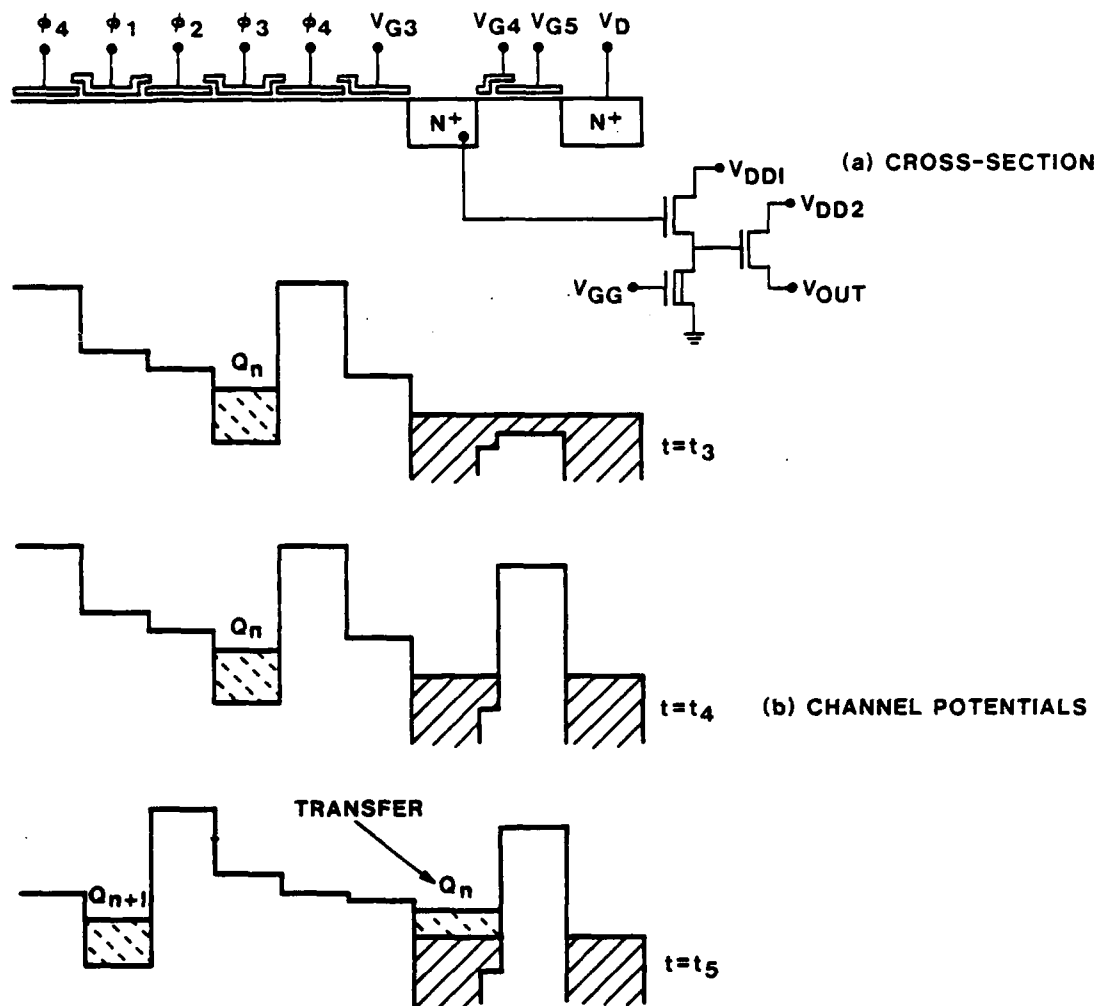 ϕ4 ϕ1 ϕ2 ϕ3 ϕ4 VG3 VG4 VG5 VD
N+ N+
(a) CROSS-SECTION
VDD1
VDD2
VGG
VOUT
Qn
t=t3
Qn
t=t4
(b) CHANNEL POTENTIALS
TRANSFER
Qn+1 Qn
t=t5